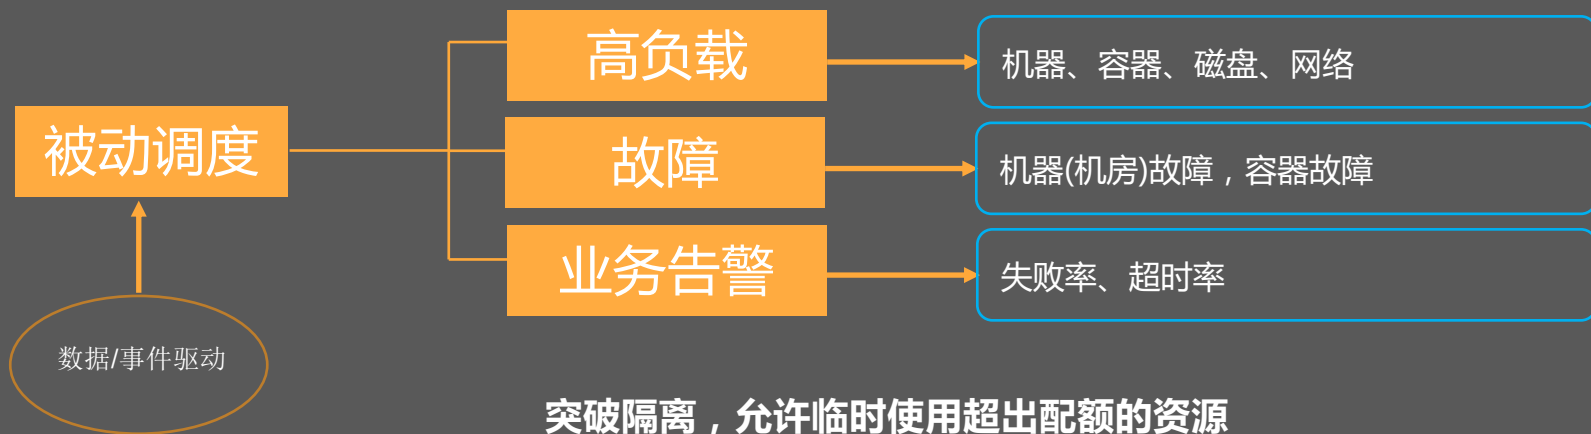 高负载
机器、容器、磁盘、网络
被动调度
故障
机器(机房)故障，容器故障
业务告警
失败率、超时率
数据/事件驱动
突破隔离，允许临时使用超出配额的资源